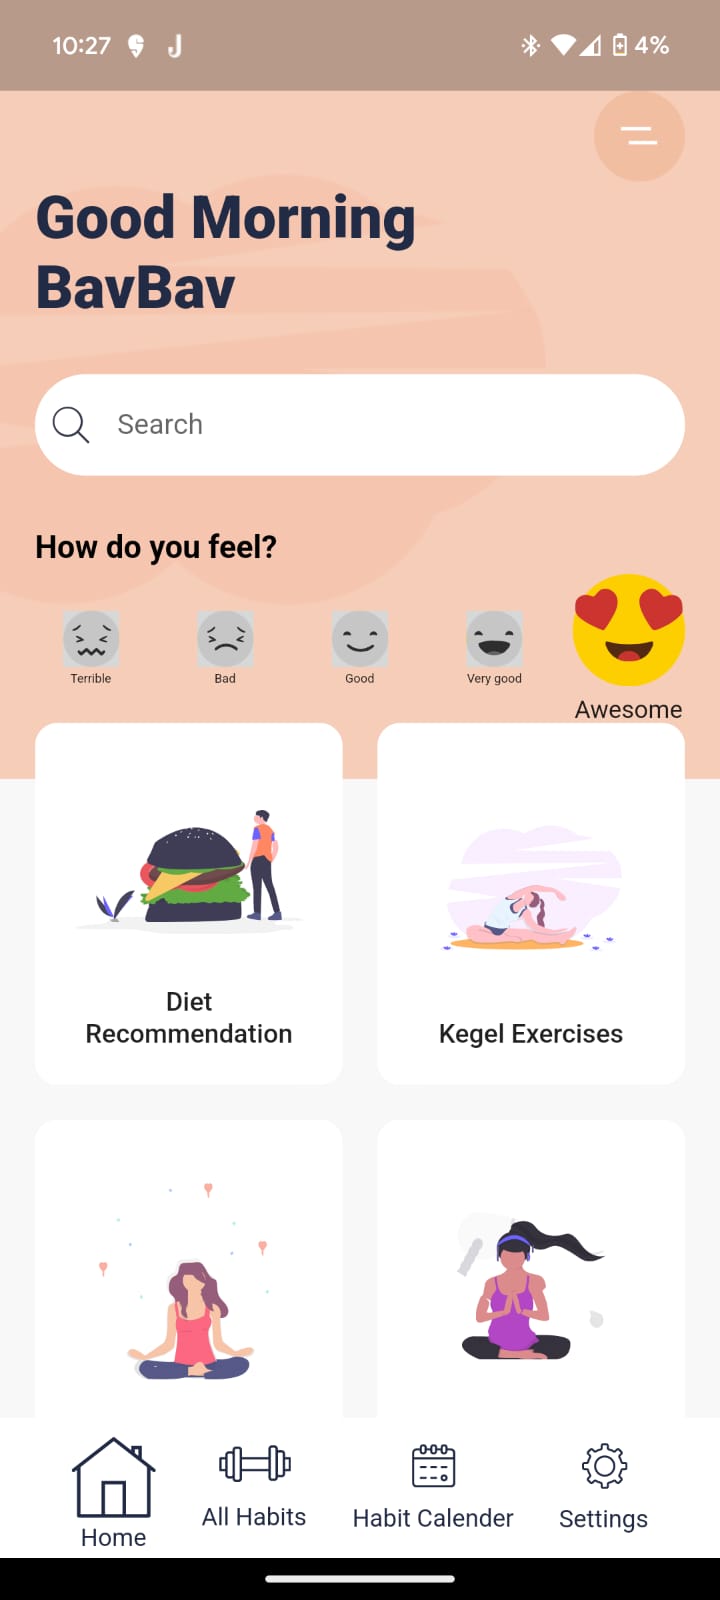 10:27
4%
Good Morning
BavBav
Search
How do you feel?
Terrible
Bad
Good
Very good
Awesome
Diet
Recommendation
Kegel Exercises
Home
All Habits
Habit Calender
Settings